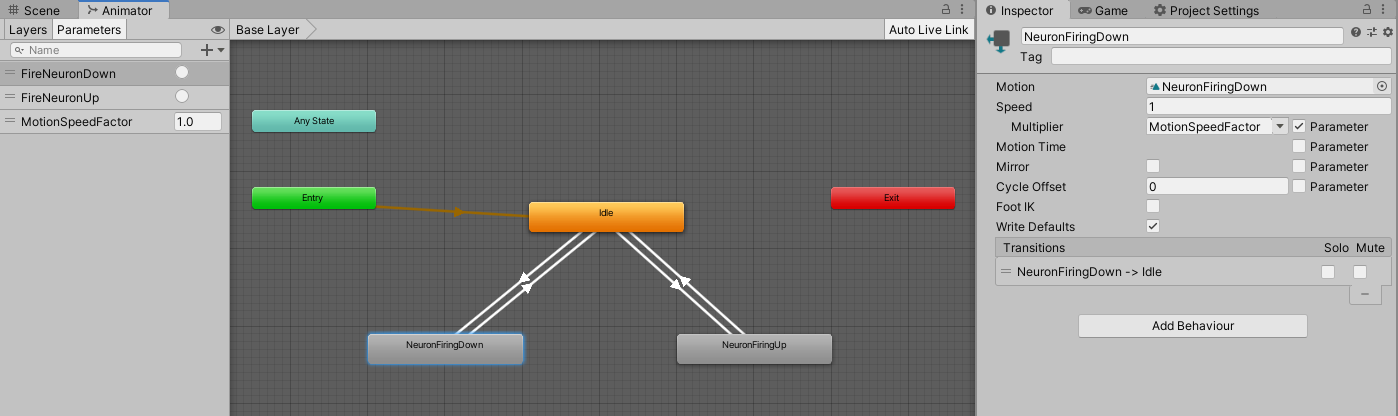 Scene
Animator
Layers
Parameters
Name
FireNeuronDown
FireNeuronUp
MotionSpeedFactor 1.0
Base Layer
Auto Live Link
Any State
Entry
Idle
Exit
NeuronFiringDown
NeuronFiringUp
Inspector
Game
Project Settings
NeuronFiringDown
Tag
Motion NeuronFiringDown
Speed 1
Multiplier MotionSpeedFactor Parameter
Motion Time Parameter
Mirror Parameter
Cycle Offset 0 Parameter
Foot IK
Write Defaults
Transitions Solo Mute
NeuronFiringDown -> Idle
Add Behaviour